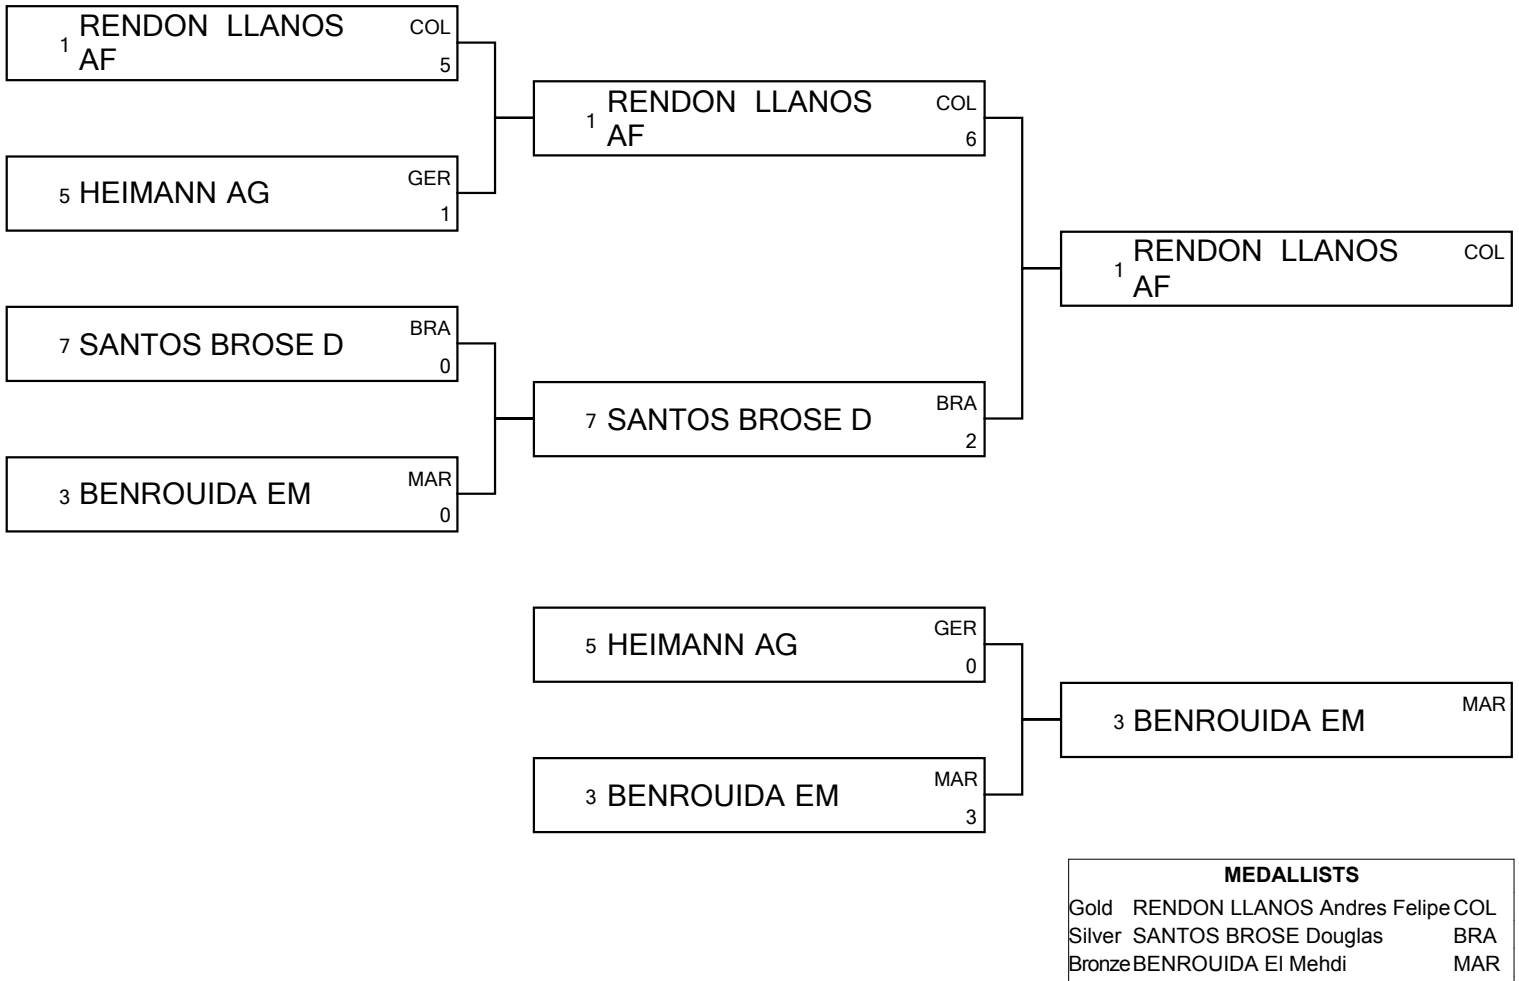 RENDON LLANOS COL
1
AF 5
RENDON LLANOS COL
1
AF 6
5 HEIMANN AG GER
1
RENDON LLANOS COL
1
AF
7 SANTOS BROSE D BRA
0
7 SANTOS BROSE D BRA
2
3 BENROUIDA EM MAR
0
5 HEIMANN AG GER
0
3 BENROUIDA EM MAR
3 BENROUIDA EM MAR
3
MEDALLISTS
Gold RENDON LLANOS Andres Felipe COL
Silver SANTOS BROSE Douglas BRA
Bronze BENROUIDA El Mehdi MAR